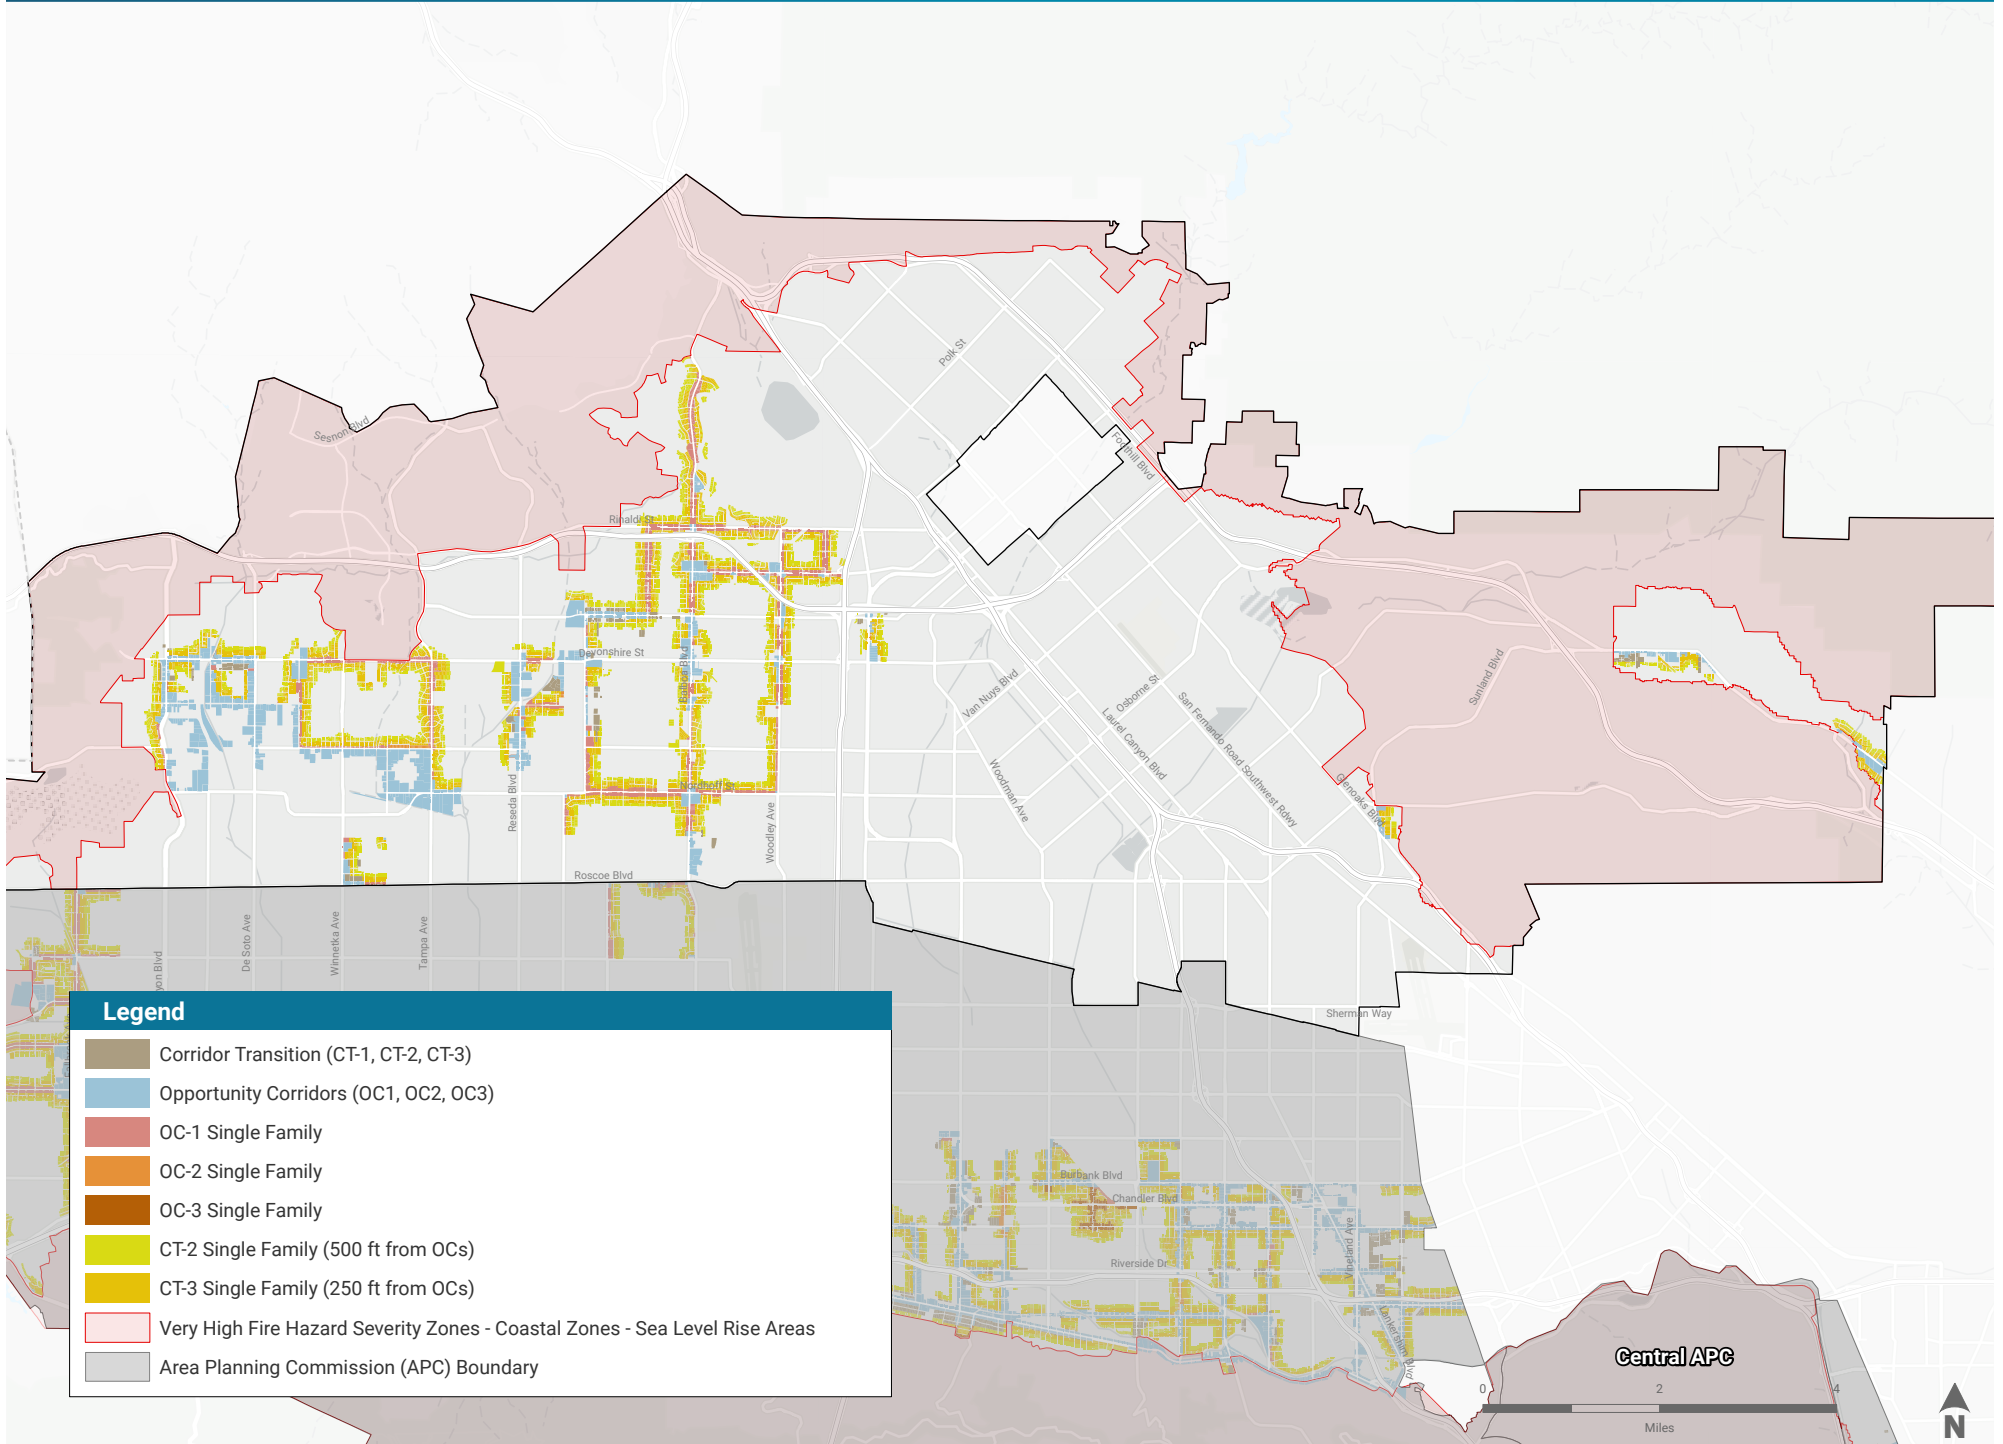 Polk St
Sesnon Blvd
Foothill Blvd
Rinaldi St
Devonshire St
Balboa Blvd
Van Nuys Blvd
Osborne St
Laurel Canyon Blvd
San Fernando Road Southwest Rdwy
Sunland Blvd
Reseda Blvd
Nordhoff St
Woodley Ave
Woodman Ave
Glenoaks Blvd
Roscoe Blvd
yon Blvd
De Soto Ave
Winnetka Ave
Tampa Ave
Sherman Way
Legend
Corridor Transition (CT-1, CT-2, CT-3)
Opportunity Corridors (OC1, OC2, OC3)
OC-1 Single Family
OC-2 Single Family
OC-3 Single Family
CT-2 Single Family (500 ft from OCs)
CT-3 Single Family (250 ft from OCs)
Very High Fire Hazard Severity Zones - Coastal Zones - Sea Level Rise Areas
Area Planning Commission (APC) Boundary
Burbank Blvd
Chandler Blvd
Riverside Dr
Vineland Ave
Lankershim Blvd
Central APC
0 2 4
Miles
N